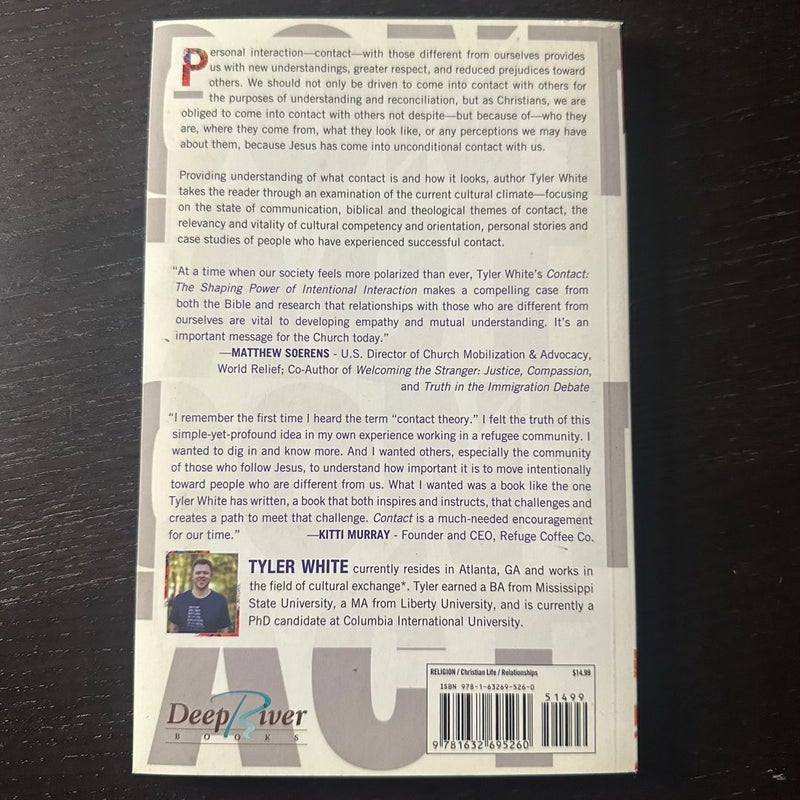 Personal interaction—contact—with those different from ourselves provides
us with new understandings, greater respect, and reduced prejudices toward
others. We should not only be driven to come into contact with others for
the purposes of understanding and reconciliation, but as Christians, we are
obliged to come into contact with others not despite—but because of—who they
are, where they come from, what they look like, or any perceptions we may have
about them, because Jesus has come into unconditional contact with us.
Providing understanding of what contact is and how it looks, author Tyler White
takes the reader through an examination of the current cultural climate—focusing
on the state of communication, biblical and theological themes of contact, the
relevancy and vitality of cultural competency and orientation, personal stories and
case studies of people who have experienced successful contact.
"At a time when our society feels more polarized than ever, Tyler White's Contact:
The Shaping Power of Intentional Interaction makes a compelling case from
both the Bible and research that relationships with those who are different from
ourselves are vital to developing empathy and mutual understanding. It's an
important message for the Church today."
—MATTHEW SOERENS - U.S. Director of Church Mobilization & Advocacy,
World Relief; Co-Author of Welcoming the Stranger: Justice, Compassion,
and Truth in the Immigration Debate
"I remember the first time I heard the term "contact theory." I felt the truth of this
simple-yet-profound idea in my own experience working in a refugee community. I
wanted to dig in and know more. And I wanted others, especially the community
of those who follow Jesus, to understand how important it is to move intentionally
toward people who are different from us. What I wanted was a book like the one
Tyler White has written, a book that both inspires and instructs, that challenges and
creates a path to meet that challenge. Contact is a much-needed encouragement
for our time." —KITTI MURRAY - Founder and CEO, Refuge Coffee Co.
TYLER WHITE currently resides in Atlanta, GA and works in
the field of cultural exchange*. Tyler earned a BA from Mississippi
State University, a MA from Liberty University, and is currently a
PhD candidate at Columbia International University.
ACT
Deep River
BOOKS
RELIGION / Christian Life / Relationships $14.99
ISBN 978-1-63269-526-0
51499
9 781632 695260